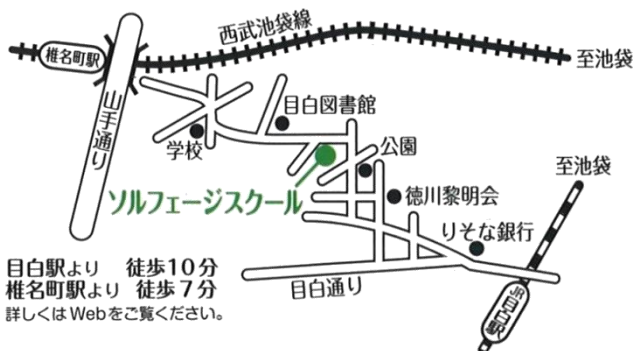 西武池袋線
椎名町駅
至池袋
山手通り
目白図書館
学校
公園
至池袋
ソルフェージスクール
徳川黎明会
りそな銀行
目白駅より 徒歩10分
椎名町駅より 徒歩7分
詳しくはWebをご覧ください。
目白通り
JR目白駅